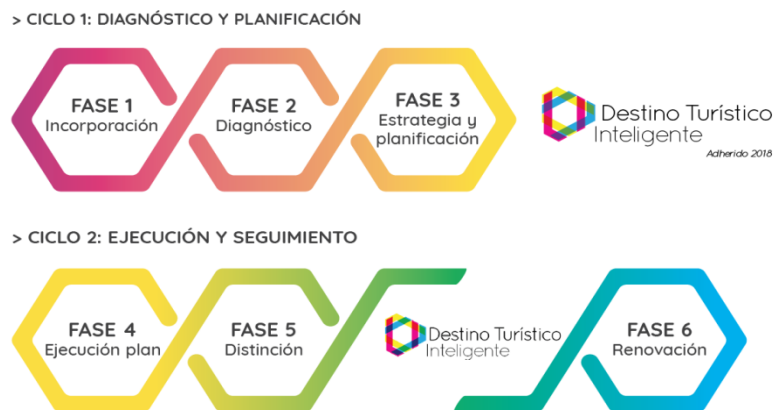 > CICLO 1: DIAGNÓSTICO Y PLANIFICACIÓN
FASE 1
Incorporación
FASE 2
Diagnóstico
FASE 3
Estrategia y
planificación
Destino Turístico
Inteligente
Adherido 2018
> CICLO 2: EJECUCIÓN Y SEGUIMIENTO
FASE 4
Ejecución plan
FASE 5
Distinción
Destino Turístico
Inteligente
FASE 6
Renovación